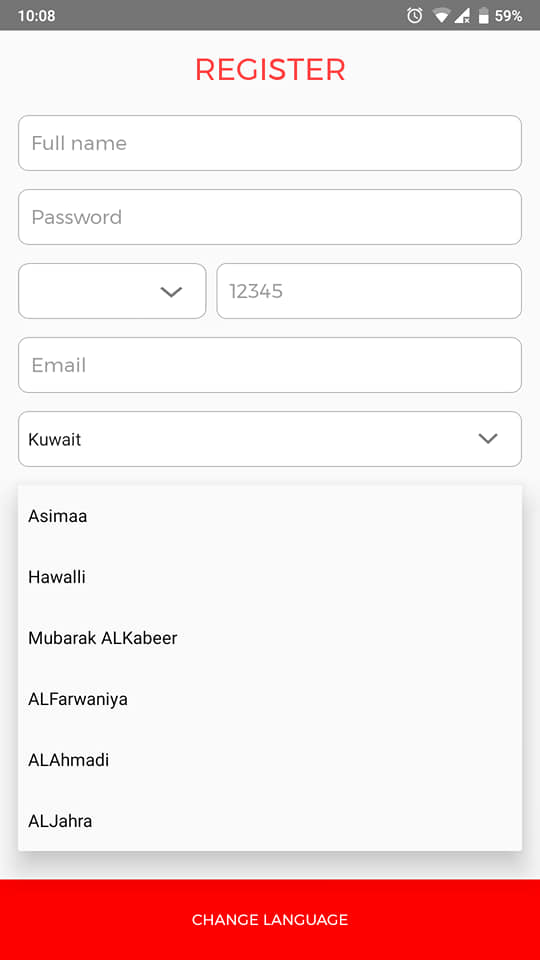 10:08
59%
REGISTER
Full name
Password
12345
Email
Kuwait
Asimaa
Hawalli
Mubarak ALKabeer
ALFarwaniya
ALAhmadi
ALJahra
CHANGE LANGUAGE